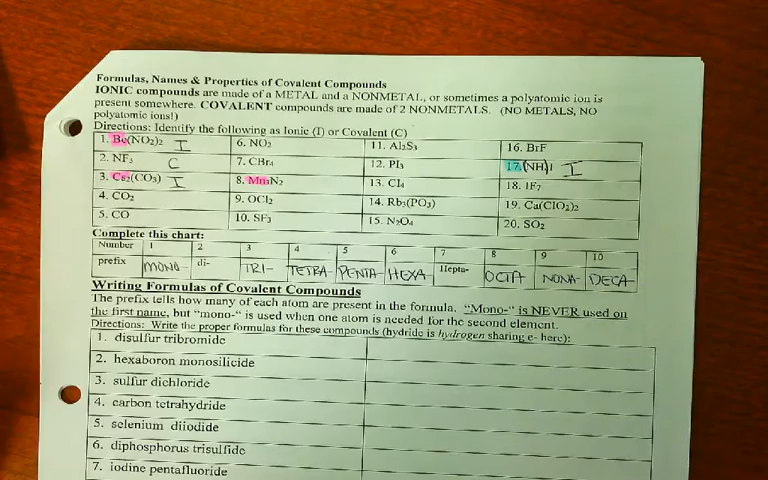 Formulas, Names & Properties of Covalent Compounds
IONIC compounds are made of a METAL and a NONMETAL, or sometimes a polyatomic ion is
present somewhere. COVALENT compounds are made of 2 NONMETALS. (NO METALS, NO
polyatomic ions!)
Directions: Identify the following as Ionic (I) or Covalent (C)
1. Be(NO₂)₂ I 6. NO₂ 11. Al₂S₃ 16. BrF
2. NF₃ C 7. CBr₄ 12. PI₃ 17. (NH₄)I I
3. Cs₂(CO₃) I 8. Mn₃N₂ 13. CI₄ 18. IF₇
4. CO₂ 9. OCl₂ 14. Rb₃(PO₃) 19. Ca(ClO₂)₂
5. CO 10. SF₃ 15. N₂O₄ 20. SO₂
Complete this chart:
Number 1 2 3 4 5 6 7 8 9 10
prefix MONO- di- TRI- TETRA- PENTA- HEXA- Hepta- OCTA- NONA- DECA-
Writing Formulas of Covalent Compounds
The prefix tells how many of each atom are present in the formula. "Mono-" is NEVER used on
the first name, but "mono-" is used when one atom is needed for the second element.
Directions: Write the proper formulas for these compounds (hydride is hydrogen sharing e- here):
1. disulfur tribromide
2. hexaboron monosilicide
3. sulfur dichloride
4. carbon tetrahydride
5. selenium diiodide
6. diphosphorus trisulfide
7. iodine pentafluoride